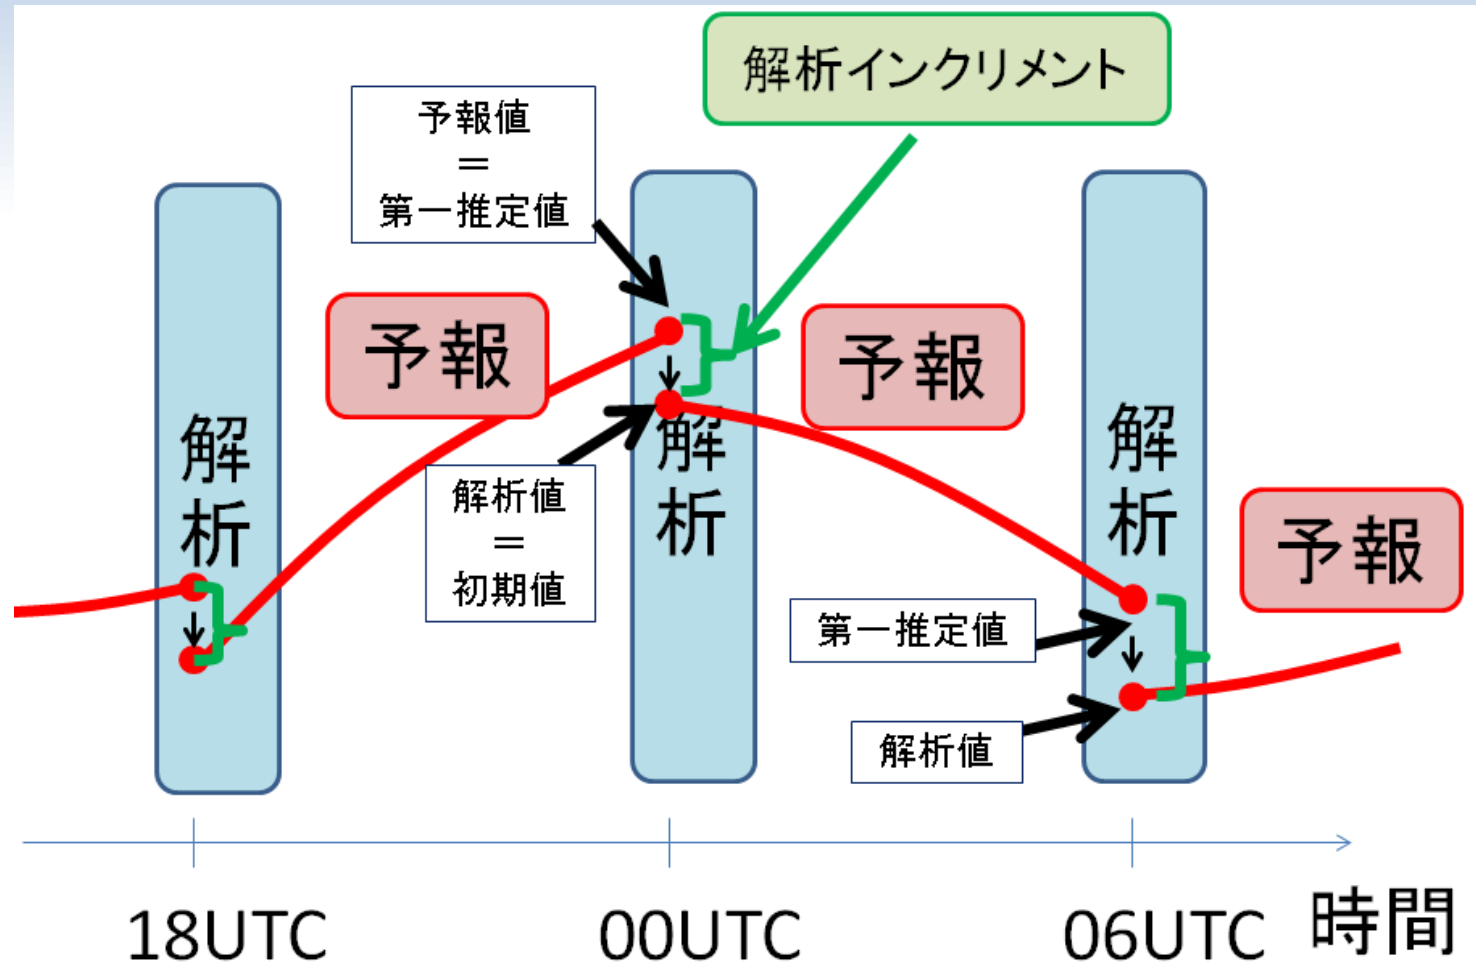 解析インクリメント
予報値
＝
第一推定値
予報
予報
解析
解析
解析
解析値
＝
初期値
予報
第一推定値
解析値
18UTC
00UTC
06UTC
時間